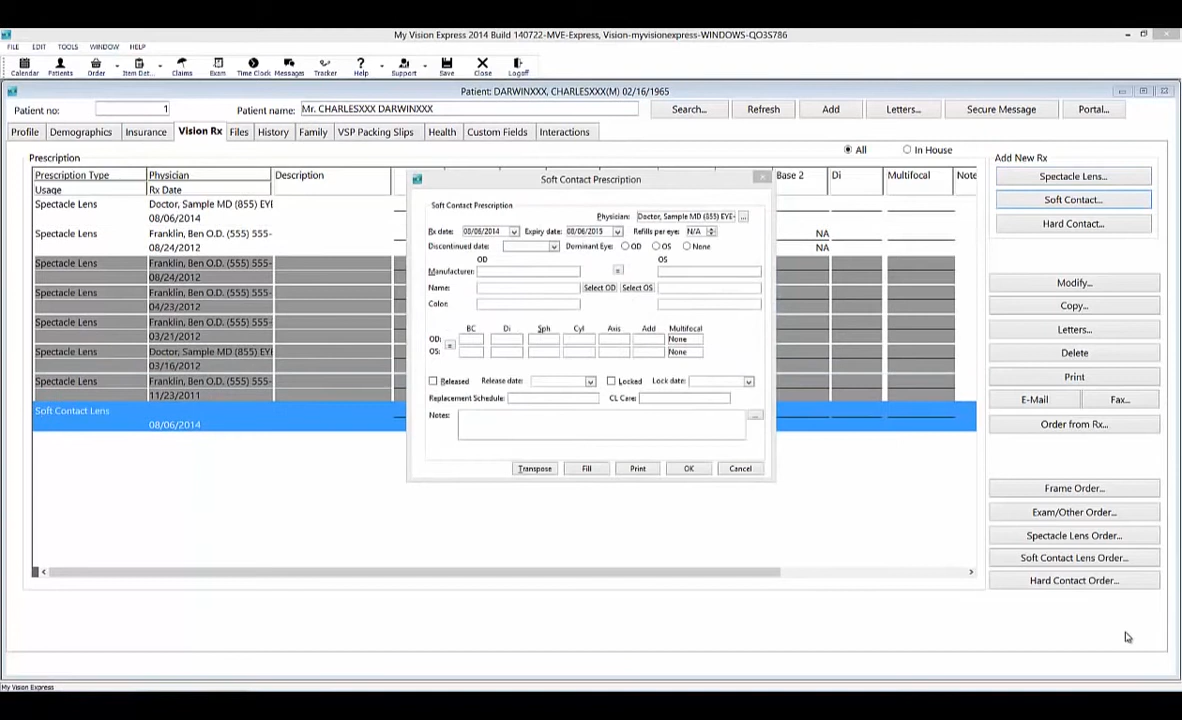 My Vision Express 2014 Build 140722-MVE-Express, Vision-myvisionexpress-WINDOWS-QO3S786
FILE EDIT TOOLS WINDOW HELP
Calendar Patients Order Item Det... Claims Exam Time Clock Messages Tracker Help Support Save Close Logoff
Patient: DARWINXXX, CHARLESXXX(M) 02/16/1965
Patient no: 1 Patient name: Mr. CHARLESXXX DARWINXXX Search... Refresh Add Letters... Secure Message Portal...
Profile Demographics Insurance Vision Rx Files History Family VSP Packing Slips Health Custom Fields Interactions
All In House
Prescription
Prescription Type Physician Description Base 2 Di Multifocal Note
Usage Rx Date
Spectacle Lens Doctor, Sample MD (855) EYE
08/06/2014
Spectacle Lens Franklin, Ben O.D. (555) 555- NA
08/24/2012 NA
Spectacle Lens Franklin, Ben O.D. (555) 555-
08/24/2012
Spectacle Lens Franklin, Ben O.D. (555) 555-
04/23/2012
Spectacle Lens Franklin, Ben O.D. (555) 555-
03/21/2012
Spectacle Lens Doctor, Sample MD (855) EYE
03/16/2012
Spectacle Lens Franklin, Ben O.D. (555) 555-
11/23/2011
Soft Contact Lens
08/06/2014
Soft Contact Prescription
Soft Contact Prescription
Physician: Doctor, Sample MD (855) EYE- ...
Rx date: 08/06/2014 Expiry date: 08/06/2015 Refills per eye: N/A
Discontinued date: Dominant Eye: OD OS None
OD OS
Manufacturer: =
Name: Select OD Select OS
Color:
BC Di Sph Cyl Axis Add Multifocal
OD: None
=
OS: None
Released Release date: Locked Lock date:
Replacement Schedule: CL Care:
Notes: ...
Transpose Fill Print OK Cancel
Add New Rx
Spectacle Lens...
Soft Contact...
Hard Contact...
Modify...
Copy...
Letters...
Delete
Print
E-Mail Fax...
Order from Rx...
Frame Order...
Exam/Other Order...
Spectacle Lens Order...
Soft Contact Lens Order...
Hard Contact Order...
My Vision Express